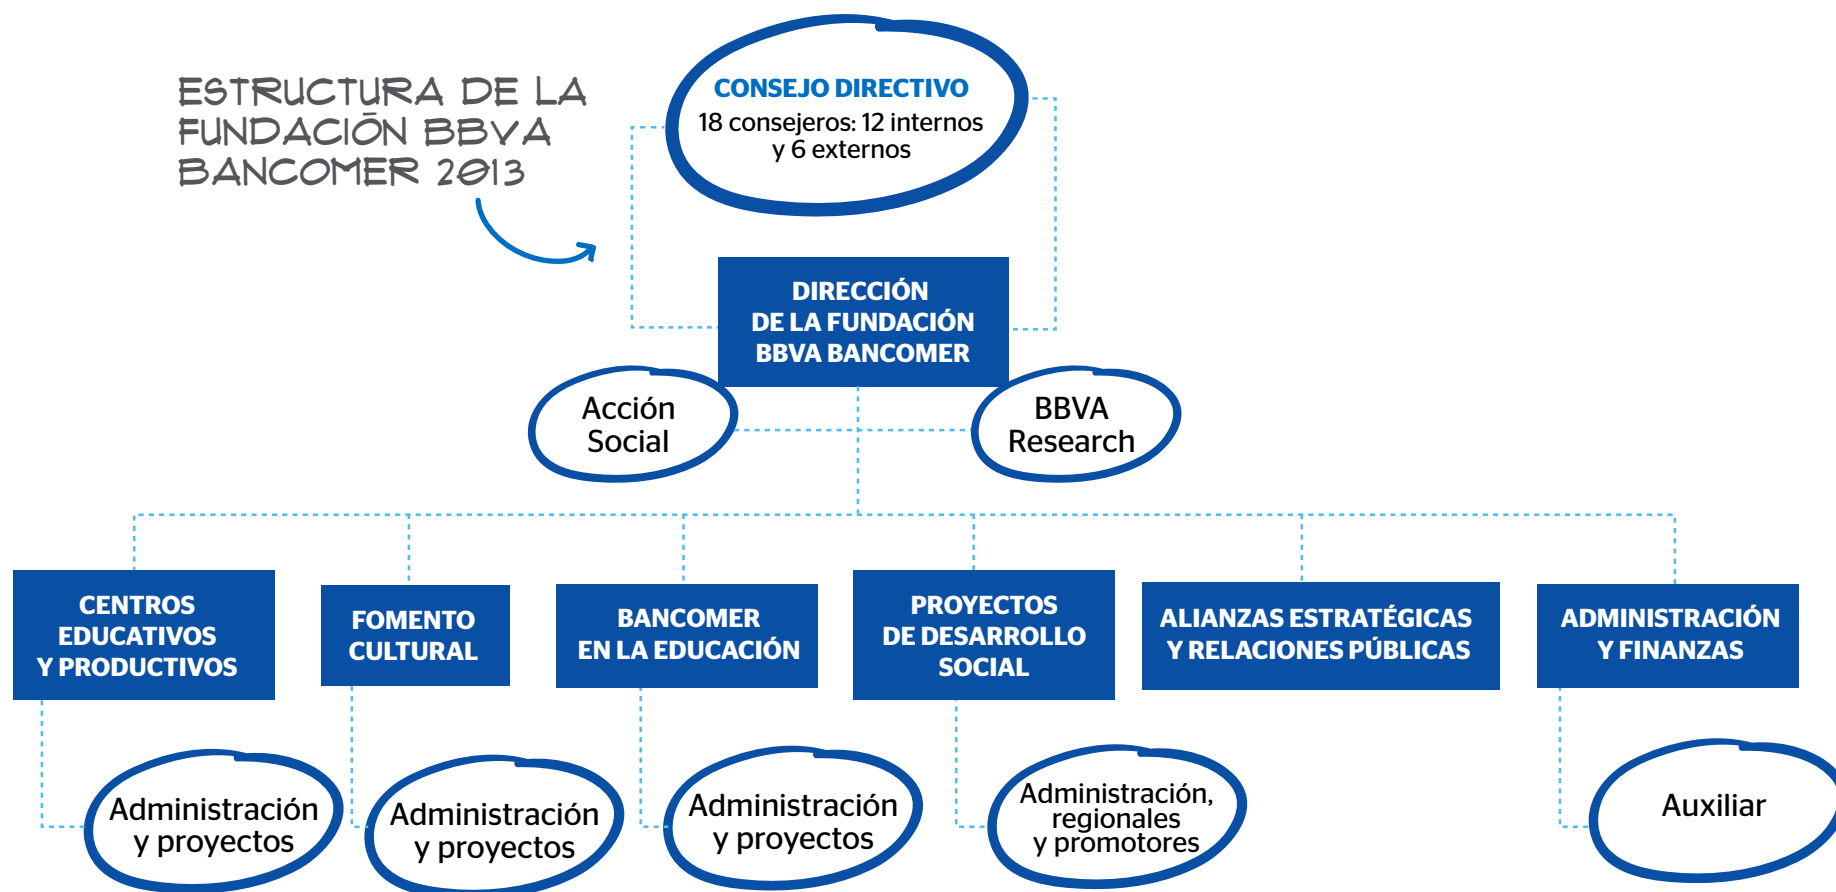 ESTRUCTURA DE LA
FUNDACIÓN BBVA
BANCOMER 2013
CONSEJO DIRECTIVO
18 consejeros: 12 internos
y 6 externos
DIRECCIÓN
DE LA FUNDACIÓN
BBVA BANCOMER
Acción
Social
BBVA
Research
CENTROS
EDUCATIVOS
Y PRODUCTIVOS
FOMENTO
CULTURAL
BANCOMER
EN LA EDUCACIÓN
PROYECTOS
DE DESARROLLO
SOCIAL
ALIANZAS ESTRATÉGICAS
Y RELACIONES PÚBLICAS
ADMINISTRACIÓN
Y FINANZAS
Administración
y proyectos
Administración
y proyectos
Administración
y proyectos
Administración,
regionales
y promotores
Auxiliar